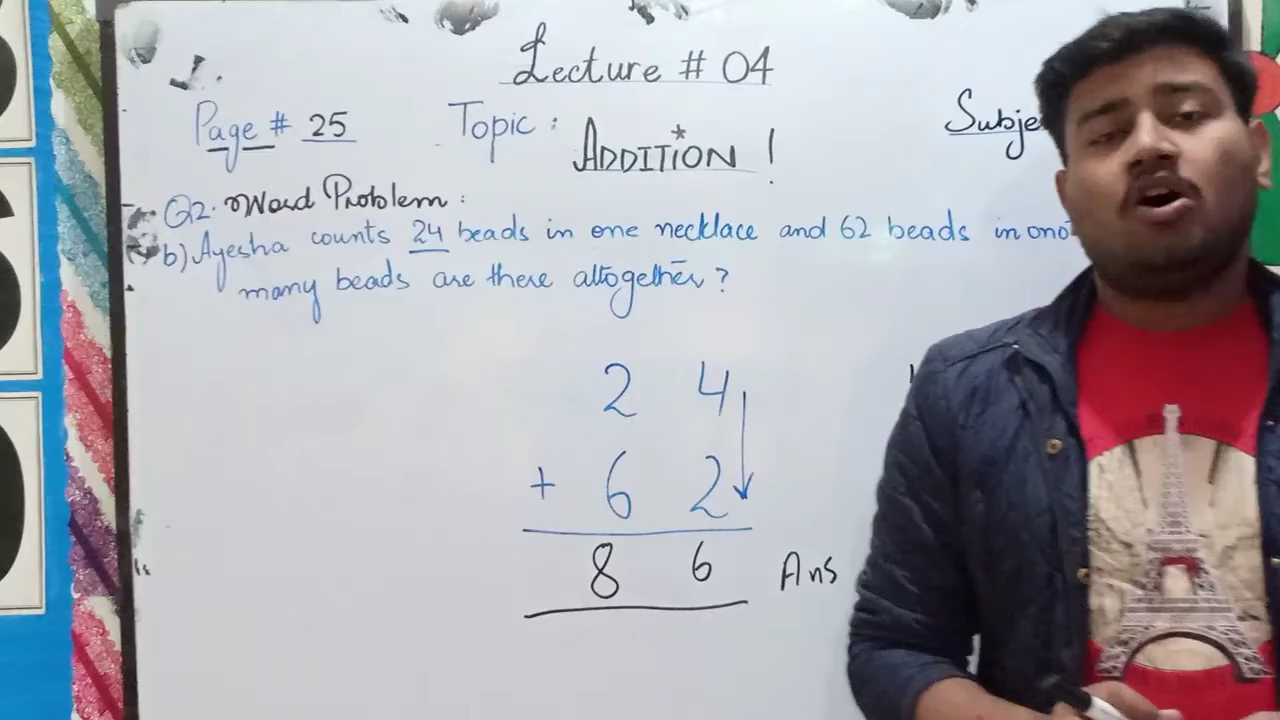 Lecture # 04
Page # 25 Topic : Subje
ADDITION !
Q2. Word Problem :
b) Ayesha counts 24 beads in one necklace and 62 beads in
many beads are there altogether ?
2 4
+ 6 2
8 6 Ans